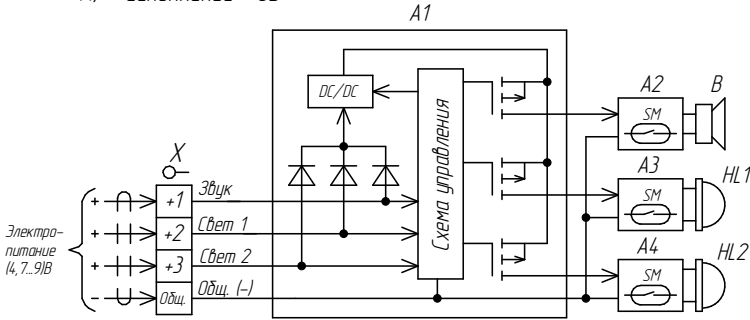 A1
DC/DC
Схема управления
A2
B
SM
A3
HL1
SM
A4
HL2
SM
X
+1
Звук
+2
Свет 1
+3
Свет 2
Общ.
Общ. (-)
Электро-
питание
(4,7...9)В
+
+
+
-